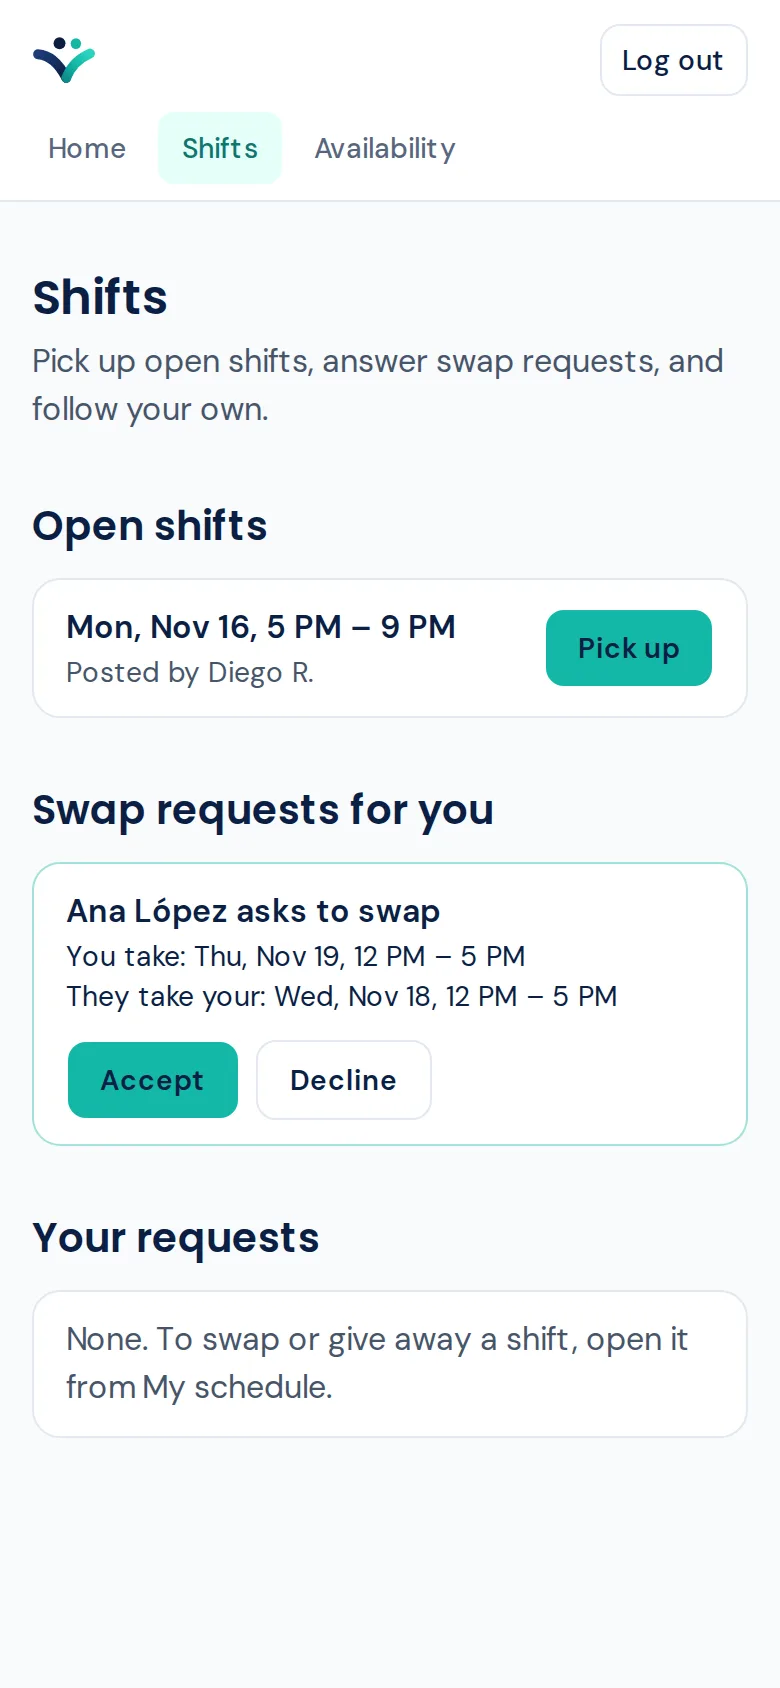 Log out
Home Shifts Availability
Shifts
Pick up open shifts, answer swap requests, and
follow your own.
Open shifts
Mon, Nov 16, 5 PM – 9 PM
Posted by Diego R.
Pick up
Swap requests for you
Ana López asks to swap
You take: Thu, Nov 19, 12 PM – 5 PM
They take your: Wed, Nov 18, 12 PM – 5 PM
Accept Decline
Your requests
None. To swap or give away a shift, open it
from My schedule.